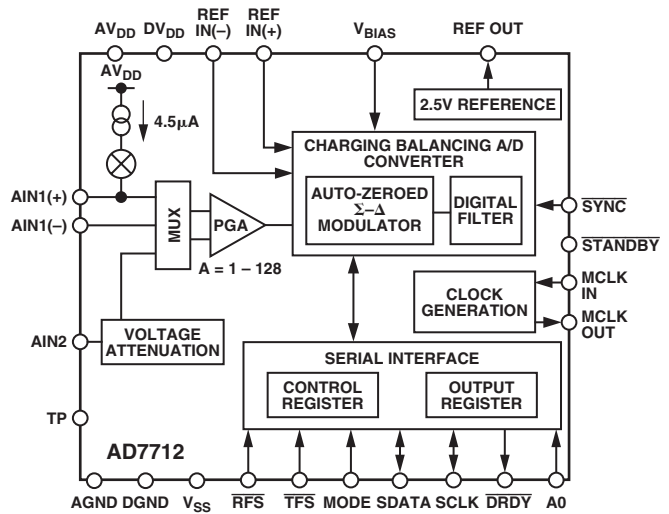 AVDD DVDD REF IN(–) REF IN(+) VBIAS REF OUT
AVDD
4.5µA
2.5V REFERENCE
CHARGING BALANCING A/D
CONVERTER
AUTO-ZEROED
Σ–Δ
MODULATOR
DIGITAL
FILTER
AIN1(+)
AIN1(–)
MUX
PGA
A = 1 – 128
SYNC
STANDBY
CLOCK
GENERATION
MCLK
IN
MCLK
OUT
AIN2
VOLTAGE
ATTENUATION
SERIAL INTERFACE
CONTROL
REGISTER
OUTPUT
REGISTER
TP
AD7712
AGND DGND VSS RFS TFS MODE SDATA SCLK DRDY A0